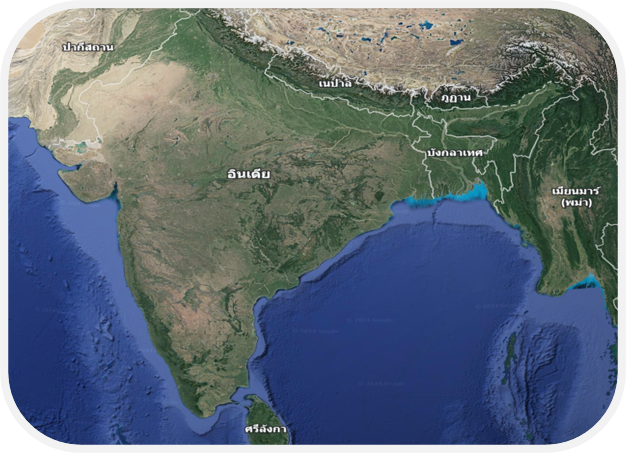 ปากีสถาน
เนปาล
ภูฏาน
บังกลาเทศ
อินเดีย
เมียนมาร์
(พม่า)
ศรีลังกา